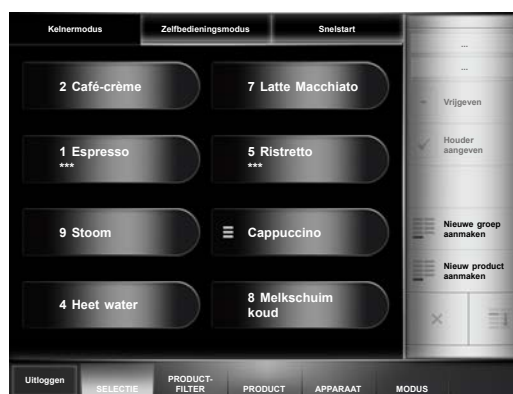 Kelnermodus
Zelfbedieningsmodus
Snelstart
2 Café-crème
7 Latte Macchiato
1 Espresso
***
5 Ristretto
***
9 Stoom
Cappuccino
4 Heet water
8 Melkschuim
koud
...
...
Vrijgeven
Houder
aangeven
Nieuwe groep
aanmaken
Nieuw product
aanmaken
Uitloggen
SELECTIE
PRODUCT-
FILTER
PRODUCT
APPARAAT
MODUS